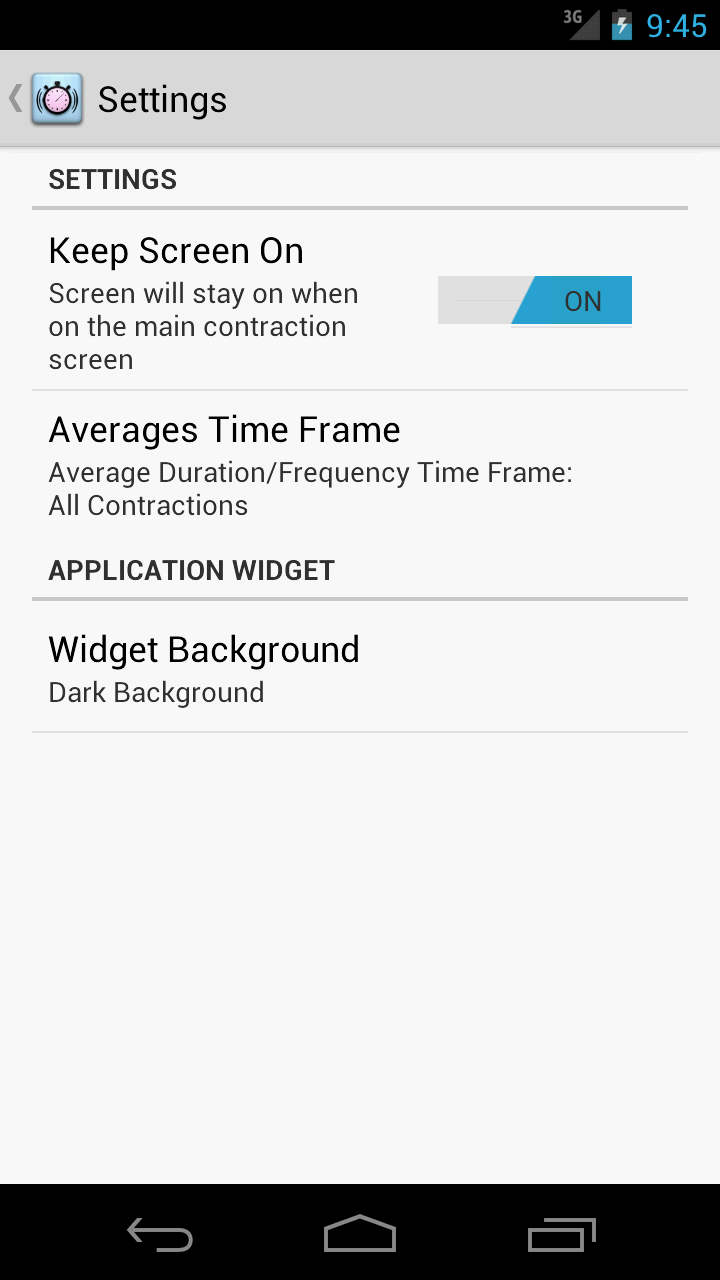 3G 9:45
Settings
SETTINGS
Keep Screen On
Screen will stay on when
on the main contraction
screen
ON
Averages Time Frame
Average Duration/Frequency Time Frame:
All Contractions
APPLICATION WIDGET
Widget Background
Dark Background